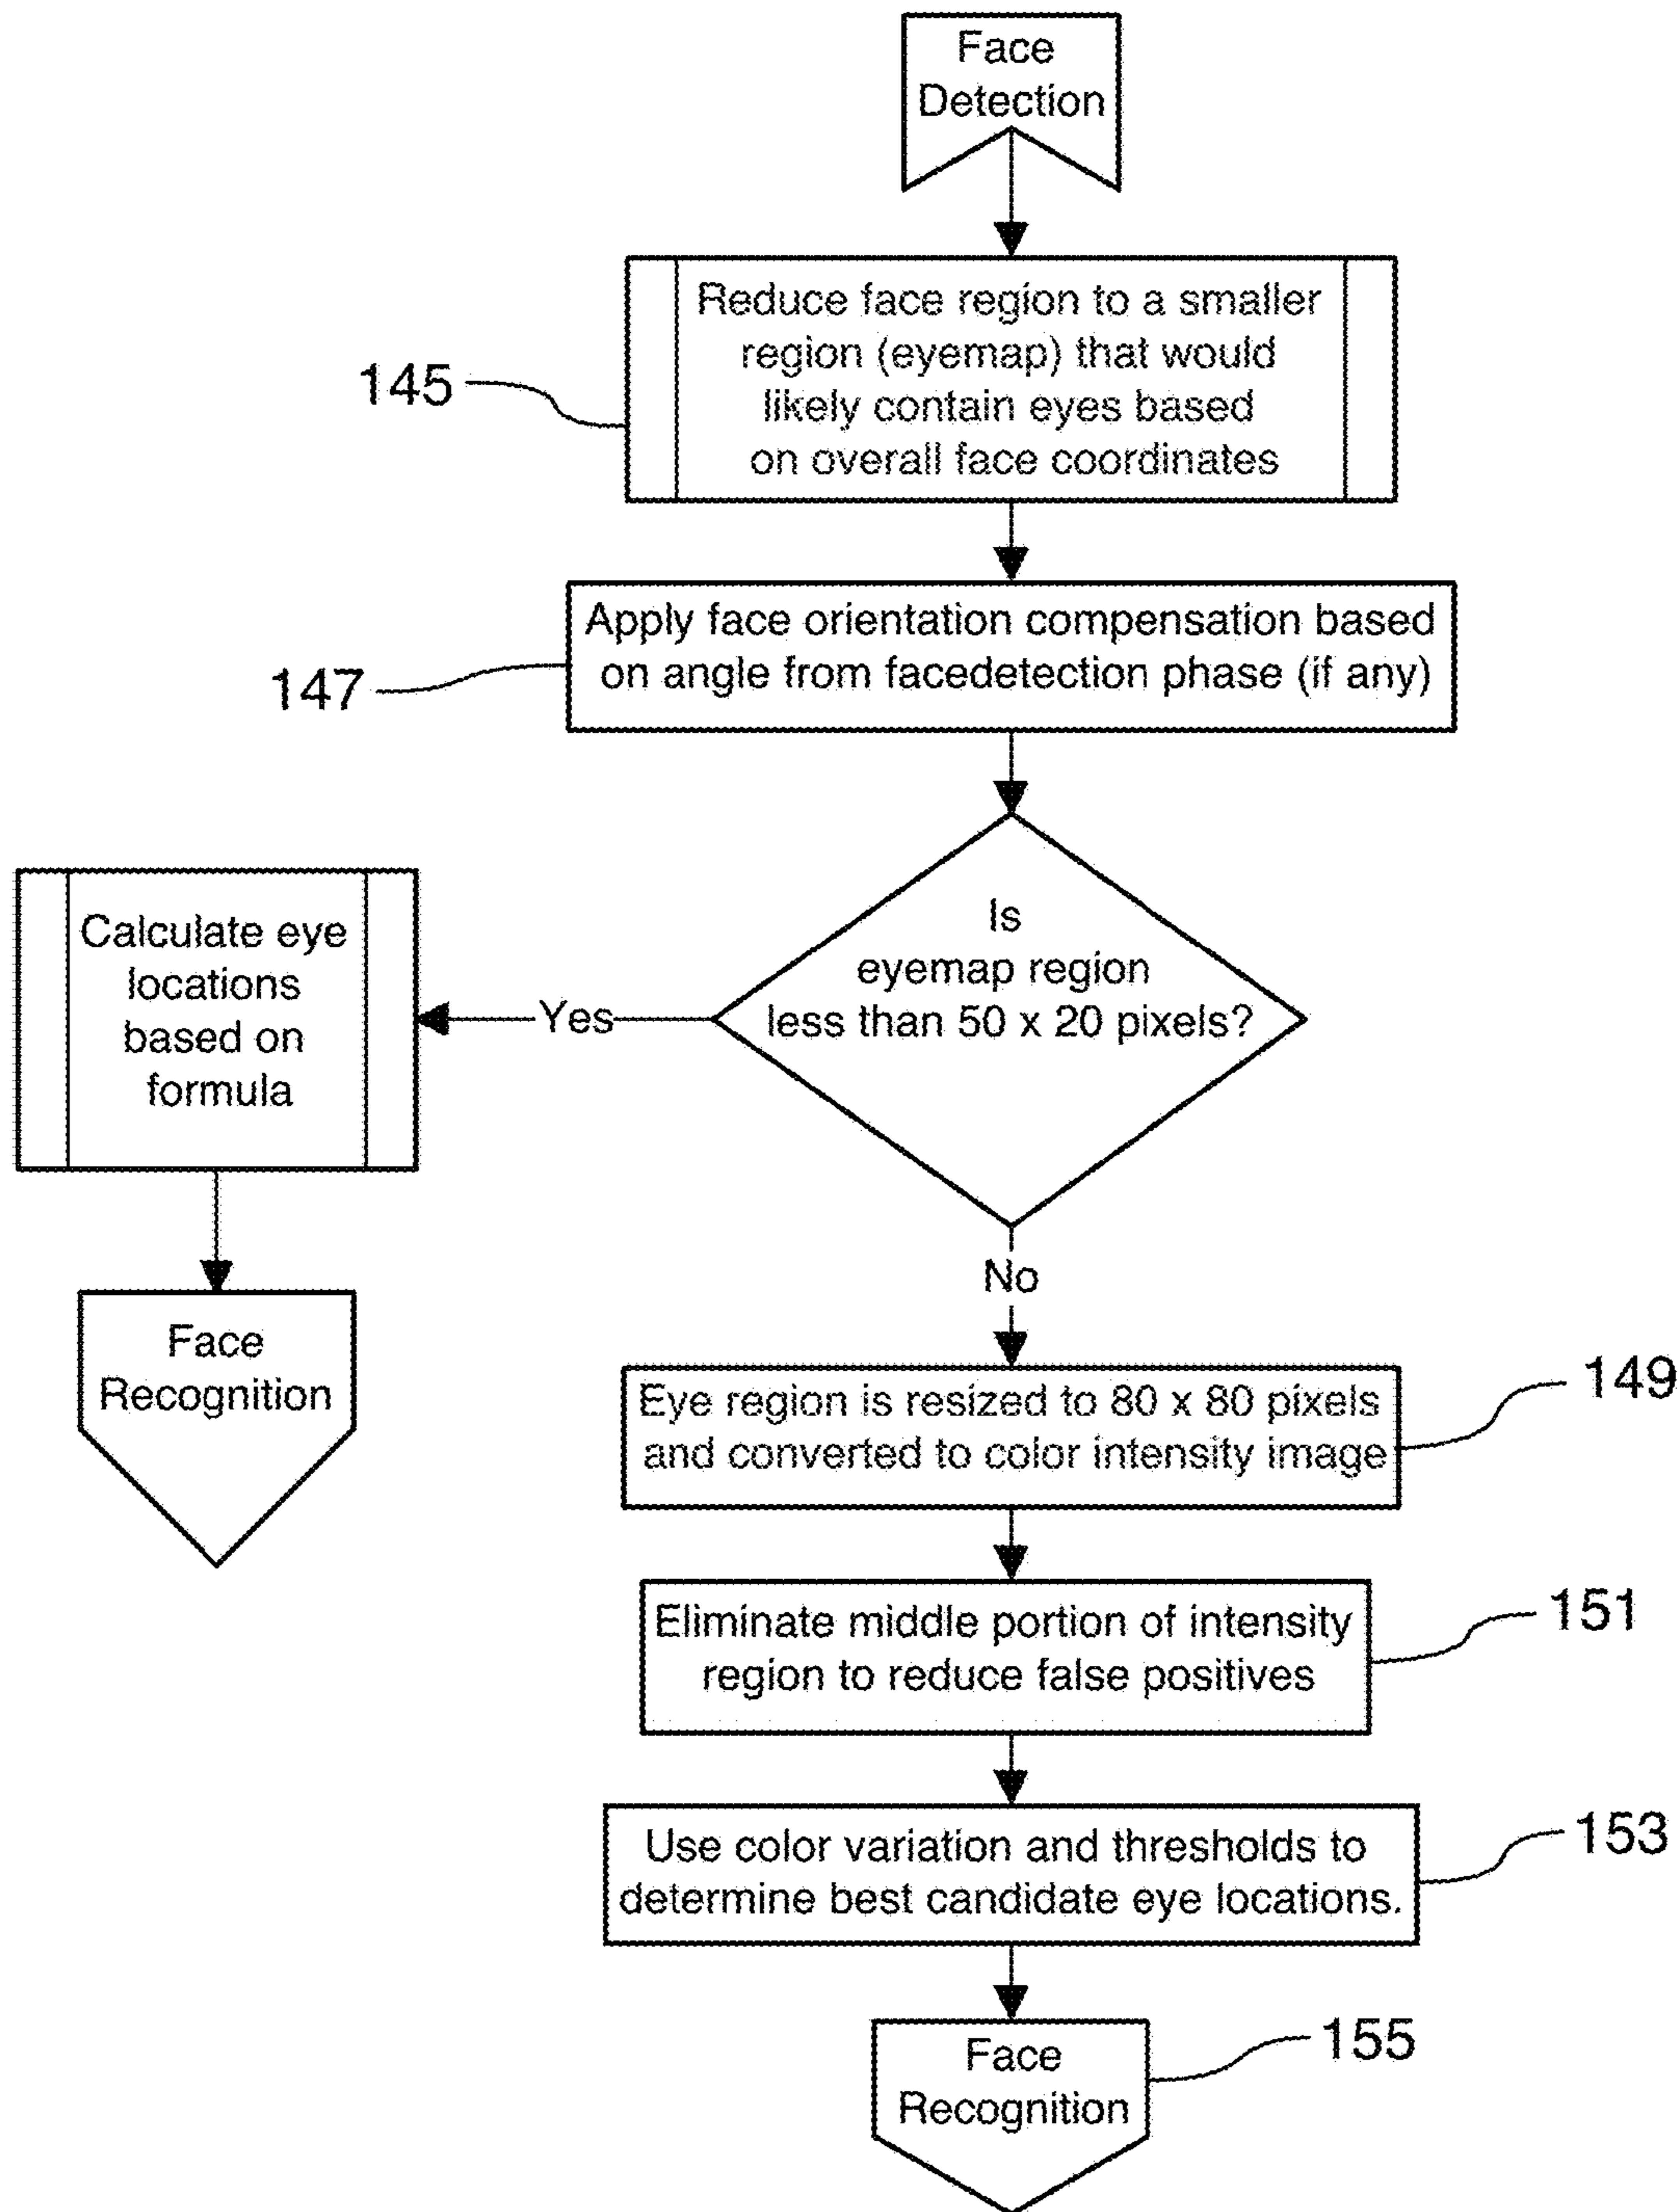 Face
Detection
145
Reduce face region to a smaller
region (eyemap) that would
likely contain eyes based
on overall face coordinates
147
Apply face orientation compensation based
on angle from facedetection phase (if any)
Is
eyemap region
less than 50 x 20 pixels?
Yes
Calculate eye
locations
based on
formula
Face
Recognition
No
Eye region is resized to 80 x 80 pixels
and converted to color intensity image
149
Eliminate middle portion of intensity
region to reduce false positives
151
Use color variation and thresholds to
determine best candidate eye locations.
153
Face
Recognition
155